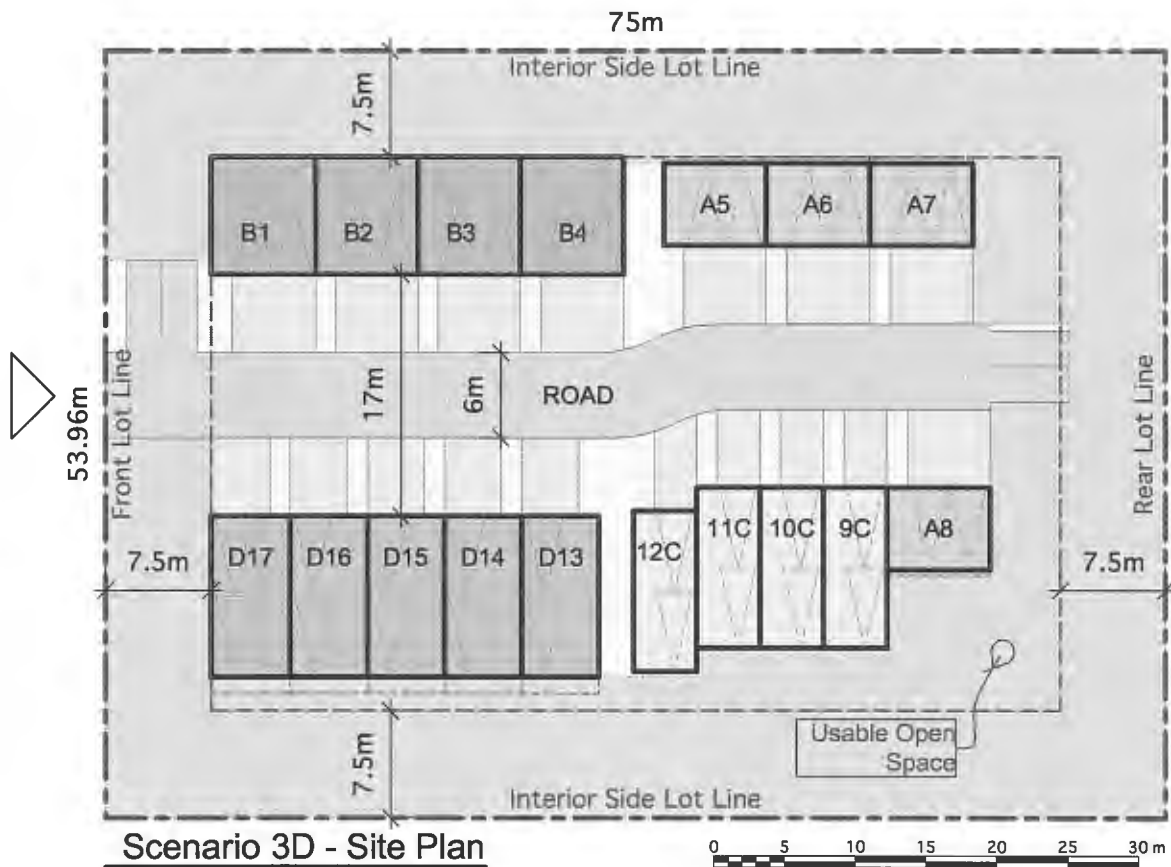 75m
Interior Side Lot Line
7.5m
B1
B2
B3
B4
A5
A6
A7
Front Lot Line
53.96m
17m
6m
ROAD
Rear Lot Line
D17
D16
D15
D14
D13
12C
11C
10C
9C
A8
7.5m
7.5m
7.5m
Usable Open
Space
Interior Side Lot Line
Scenario 3D - Site Plan
0 5 10 15 20 25 30 m